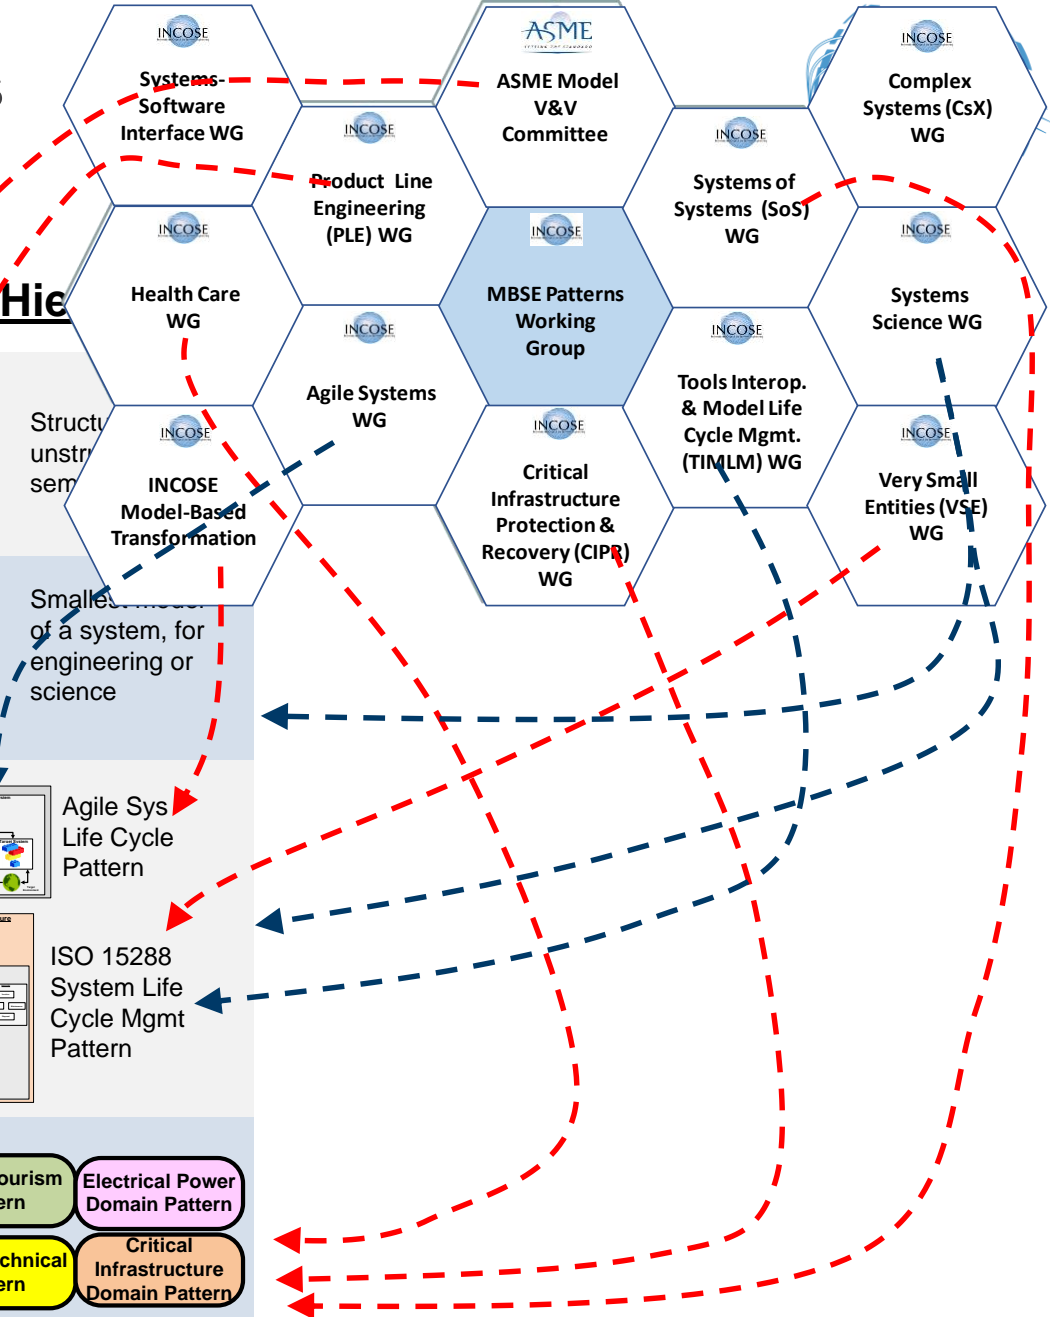 INCOSE
Systems-
Software
Interface WG
ASME
SETTING THE STANDARD
ASME Model
V&V
Committee
INCOSE
Complex
Systems (CsX)
WG
INCOSE
Product Line
Engineering
(PLE) WG
INCOSE
Systems of
Systems (SoS)
WG
INCOSE
Health Care
WG
INCOSE
MBSE Patterns
Working
Group
INCOSE
Systems
Science WG
Hie
INCOSE
Agile Systems
WG
INCOSE
Tools Interop.
& Model Life
Cycle Mgmt.
(TIMLM) WG
INCOSE
INCOSE
Model-Based
Transformation
INCOSE
Critical
Infrastructure
Protection &
Recovery (CIPR)
WG
INCOSE
Very Small
Entities (VSE)
WG
Structu
unstru
sem
Smallest model
of a system, for
engineering or
science
Agile Sys
Life Cycle
Pattern
ISO 15288
System Life
Cycle Mgmt
Pattern
ourism
ern
Electrical Power
Domain Pattern
chnical
ern
Critical
Infrastructure
Domain Pattern